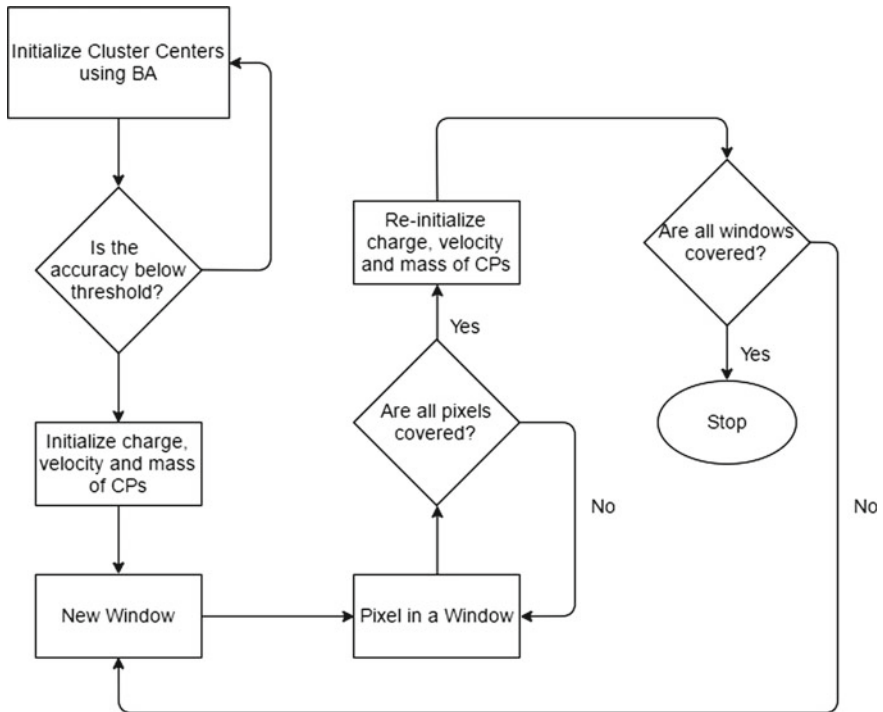 Initialize Cluster Centers
using BA
Is the
accuracy below
threshold?
Initialize charge,
velocity and mass
of CPs
New Window
Pixel in a Window
Are all pixels
covered?
Yes
No
Re-initialize
charge, velocity
and mass of CPs
Are all windows
covered?
Yes
No
Stop